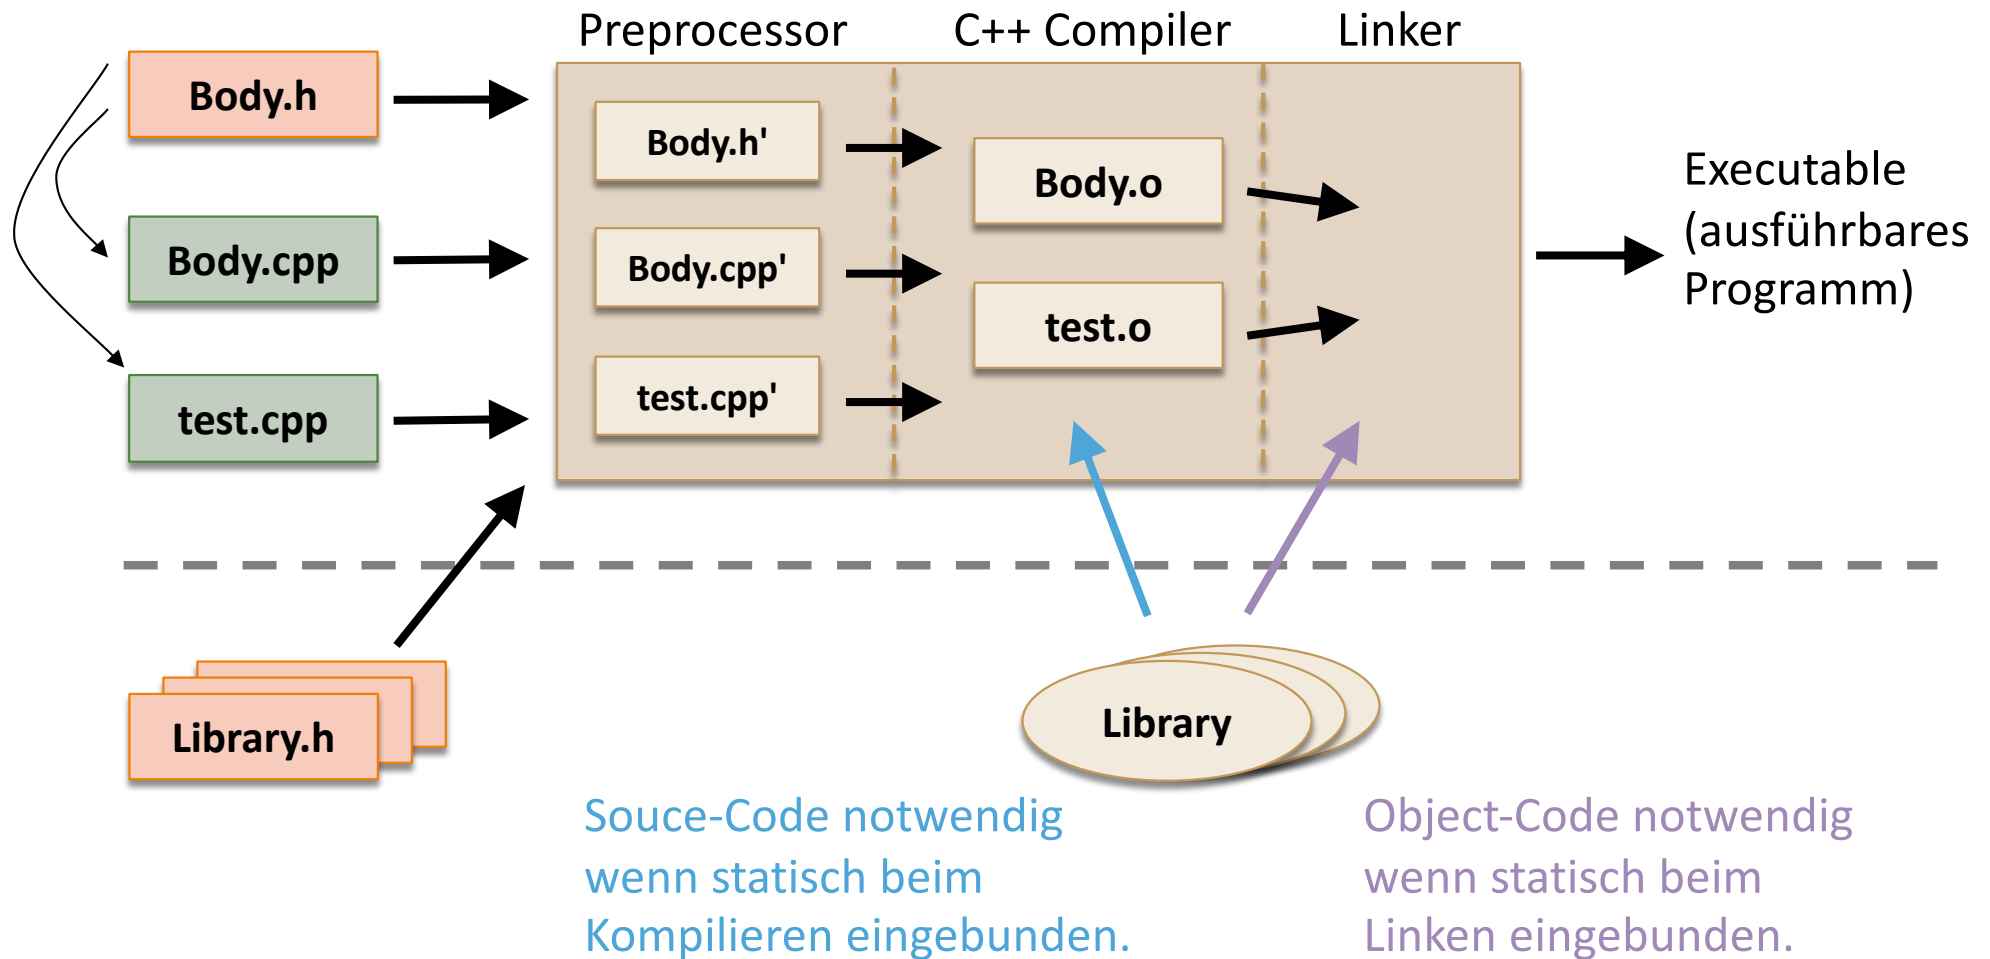 Preprocessor
C++ Compiler
Linker
Body.h
Body.cpp
test.cpp
Body.h'
Body.cpp'
test.cpp'
Body.o
test.o
Executable
(ausführbares
Programm)
Library.h
Library
Souce-Code notwendig
wenn statisch beim
Kompilieren eingebunden.
Object-Code notwendig
wenn statisch beim
Linken eingebunden.